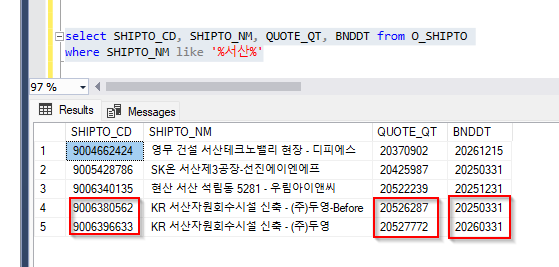 select SHIPTO_CD, SHIPTO_NM, QUOTE_QT, BNDDT from O_SHIPTO
where SHIPTO_NM like '%서산%'
97 %
Results Messages
SHIPTO_CD SHIPTO_NM QUOTE_QT BNDDT
1 9004662424 영무 건설 서산테크노밸리 현장 - 디피에스 20370902 20261215
2 9005428786 SK온 서산제3공장-선진에이엔에프 20425987 20250331
3 9006340135 현산 서산 석림동 5281 - 우림아이앤씨 20522239 20251231
4 9006380562 KR 서산자원회수시설 신축 - (주)두영-Before 20526287 20250331
5 9006396633 KR 서산자원회수시설 신축 - (주)두영 20527772 20260331